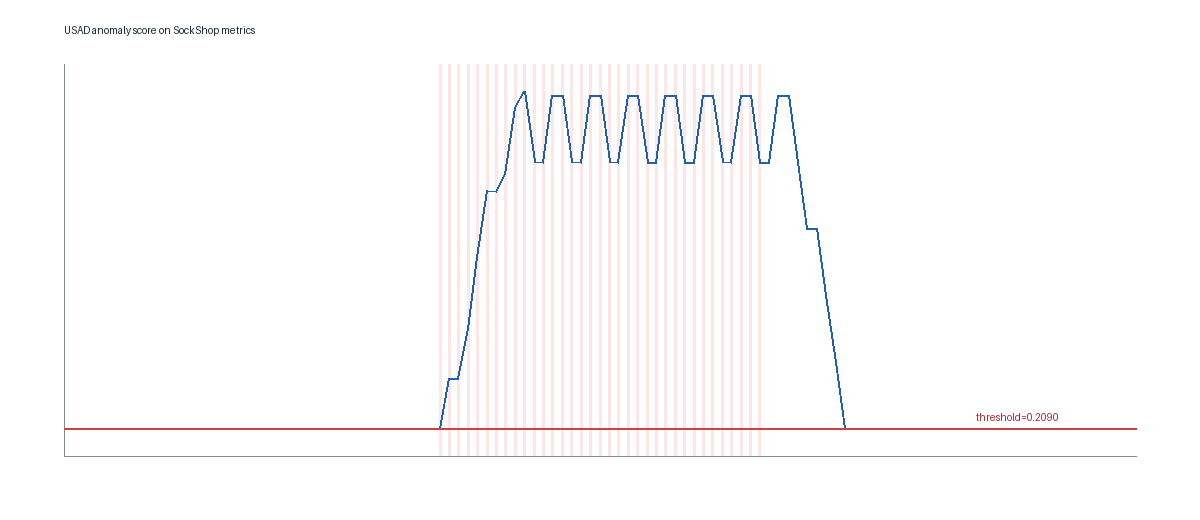 USAD anomaly score on SockShop metrics
threshold=0.2090